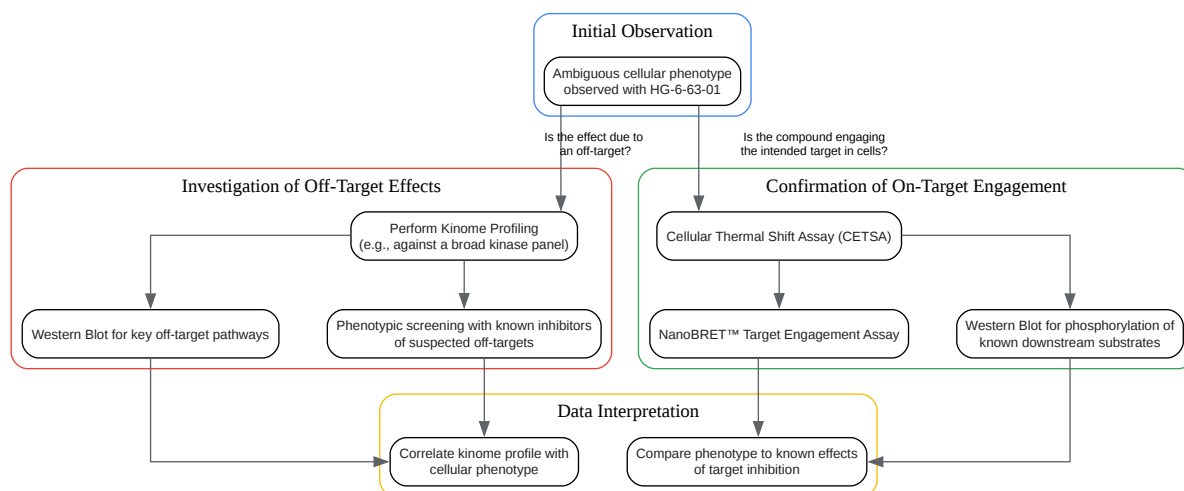 Initial Observation
Ambiguous cellular phenotype
observed with HG-6-63-01
Is the effect due to
an off-target?
Is the compound engaging
the intended target in cells?
Investigation of Off-Target Effects
Confirmation of On-Target Engagement
Perform Kinome Profiling
(e.g., against a broad kinase panel)
Cellular Thermal Shift Assay (CETSA)
Western Blot for key off-target pathways
Phenotypic screening with known inhibitors
of suspected off-targets
NanoBRET™ Target Engagement Assay
Western Blot for phosphorylation of
known downstream substrates
Data Interpretation
Correlate kinome profile with
cellular phenotype
Compare phenotype to known effects
of target inhibition